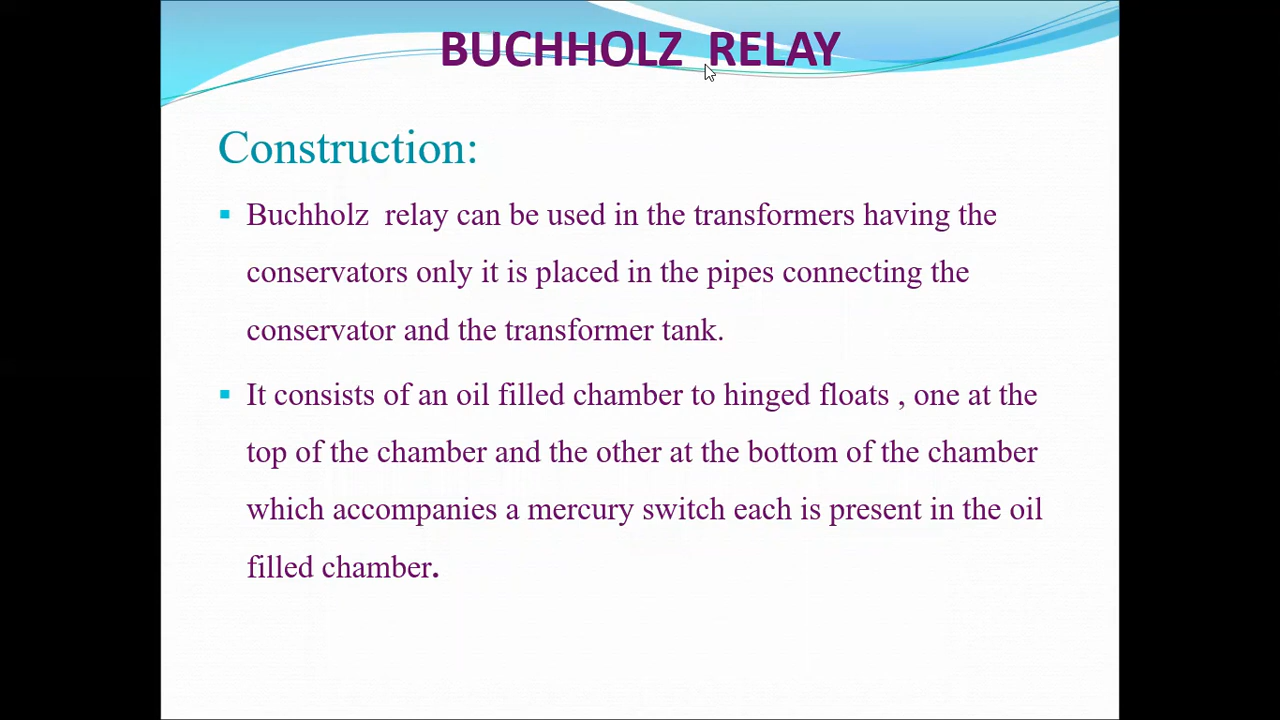 BUCHHOLZ RELAY
Construction:
▪ Buchholz relay can be used in the transformers having the
conservators only it is placed in the pipes connecting the
conservator and the transformer tank.
▪ It consists of an oil filled chamber to hinged floats , one at the
top of the chamber and the other at the bottom of the chamber
which accompanies a mercury switch each is present in the oil
filled chamber.